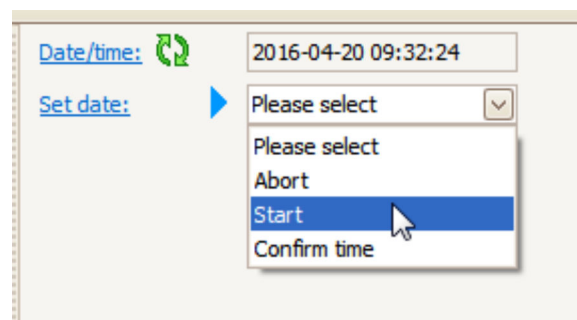 Date/time: 2016-04-20 09:32:24
Set date: Please select
Please select
Abort
Start
Confirm time